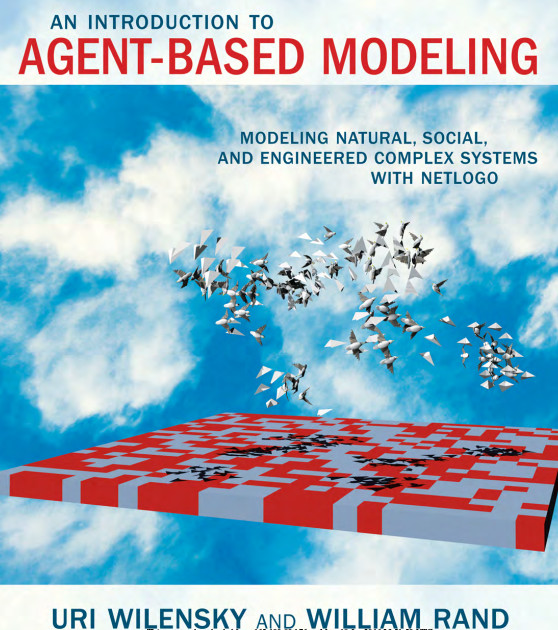 AN INTRODUCTION TO
AGENT-BASED MODELING
MODELING NATURAL, SOCIAL,
AND ENGINEERED COMPLEX SYSTEMS
WITH NETLOGO
URI WILENSKY AND WILLIAM RAND